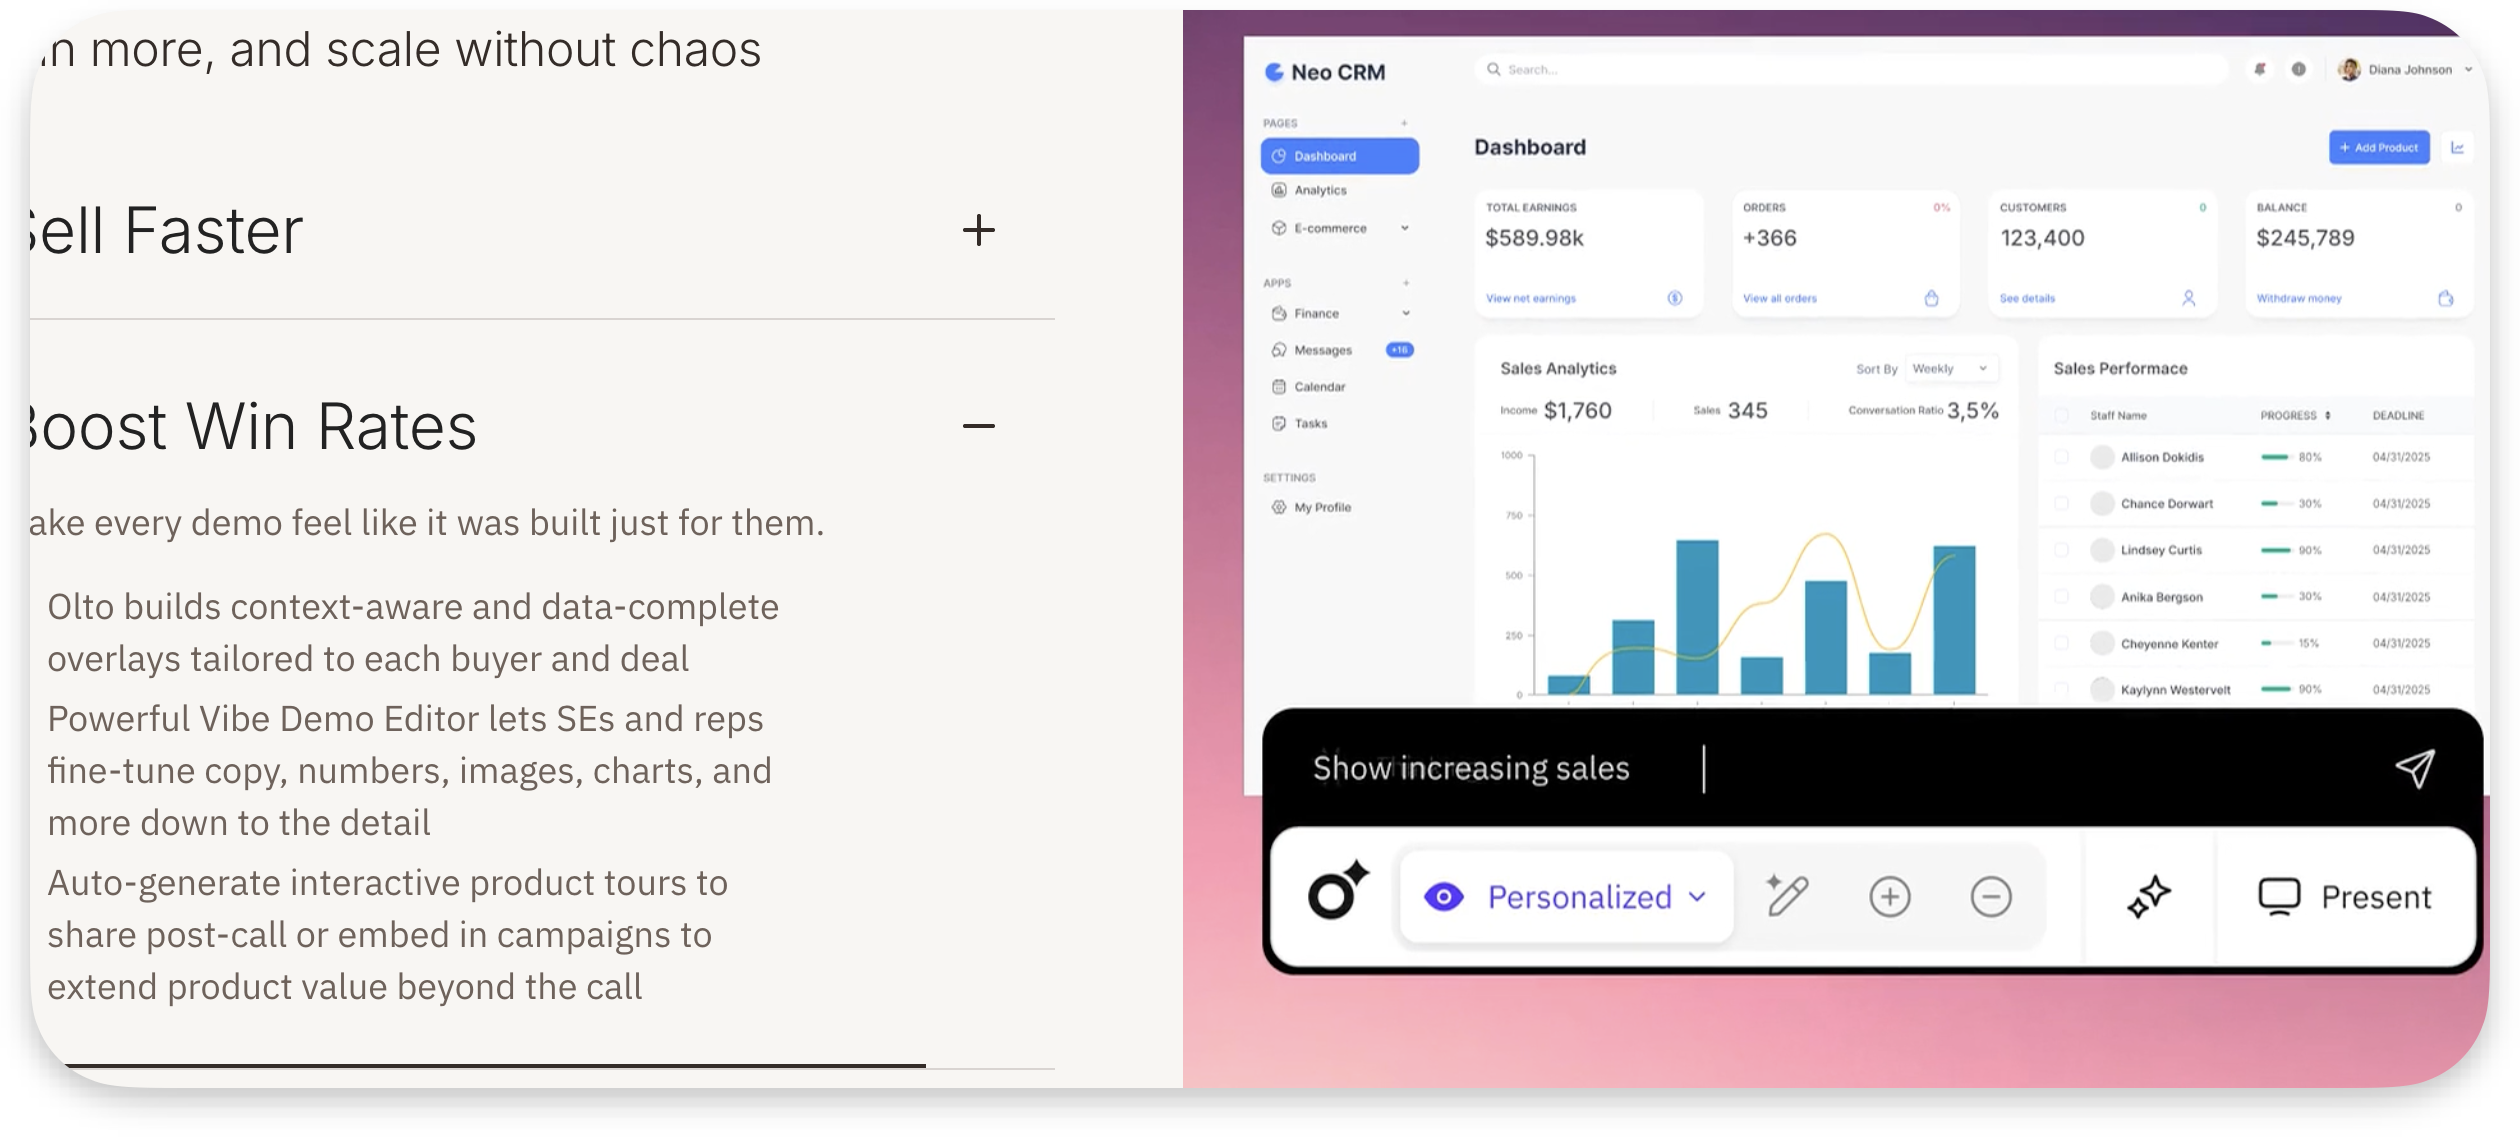 more, and scale without chaos
Sell Faster
Boost Win Rates
ake every demo feel like it was built just for them.
Olto builds context-aware and data-complete
overlays tailored to each buyer and deal
Powerful Vibe Demo Editor lets SEs and reps
fine-tune copy, numbers, images, charts, and
more down to the detail
Auto-generate interactive product tours to
share post-call or embed in campaigns to
extend product value beyond the call
Neo CRM
Search...
Diana Johnson
PAGES
Dashboard
Analytics
E-commerce
APPS
Finance
Messages +16
Calendar
Tasks
SETTINGS
My Profile
Dashboard
+ Add Product
TOTAL EARNINGS
$589.98k
View net earnings
ORDERS 0%
+366
View all orders
CUSTOMERS 0
123,400
See details
BALANCE 0
$245,789
Withdraw money
Sales Analytics
Sort By Weekly
Income $1,760
Sales 345
Conversation Ratio 3,5%
1000
750
500
250
0
Sales Performace
Staff Name PROGRESS DEADLINE
Allison Dokidis 80% 04/31/2025
Chance Dorwart 30% 04/31/2025
Lindsey Curtis 90% 04/31/2025
Anika Bergson 30% 04/31/2025
Cheyenne Kenter 15% 04/31/2025
Kaylynn Westervelt 90% 04/31/2025
Show increasing sales
Personalized
Present